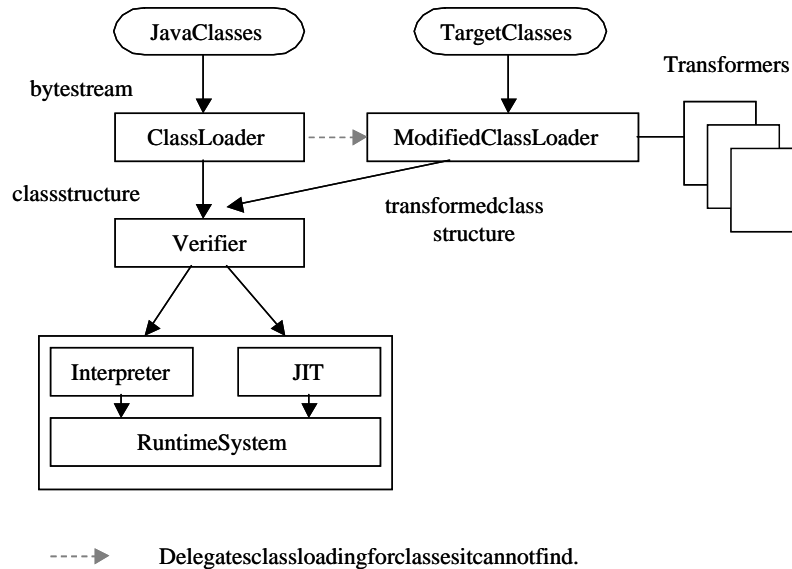 JavaClasses
TargetClasses
Transformers
bytestream
ClassLoader
ModifiedClassLoader
classstructure
transformedclass
structure
Verifier
Interpreter
JIT
RuntimeSystem
Delegatesclassloadingforclassesitcannotfind.